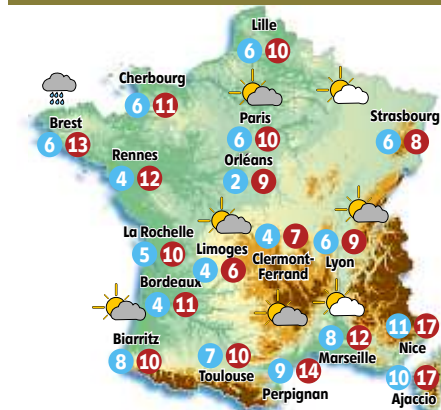 Lille
6 10
Cherbourg
6 11
Brest
6 13
Paris
6 10
Strasbourg
6 8
Rennes
4 12
Orléans
2 9
La Rochelle
5 10
Limoges
4 6
Clermont-
Ferrand
4 7
Lyon
6 9
Bordeaux
4 11
Biarritz
8 10
Toulouse
7 10
Perpignan
9 14
Marseille
8 12
Nice
11 17
Ajaccio
10 17